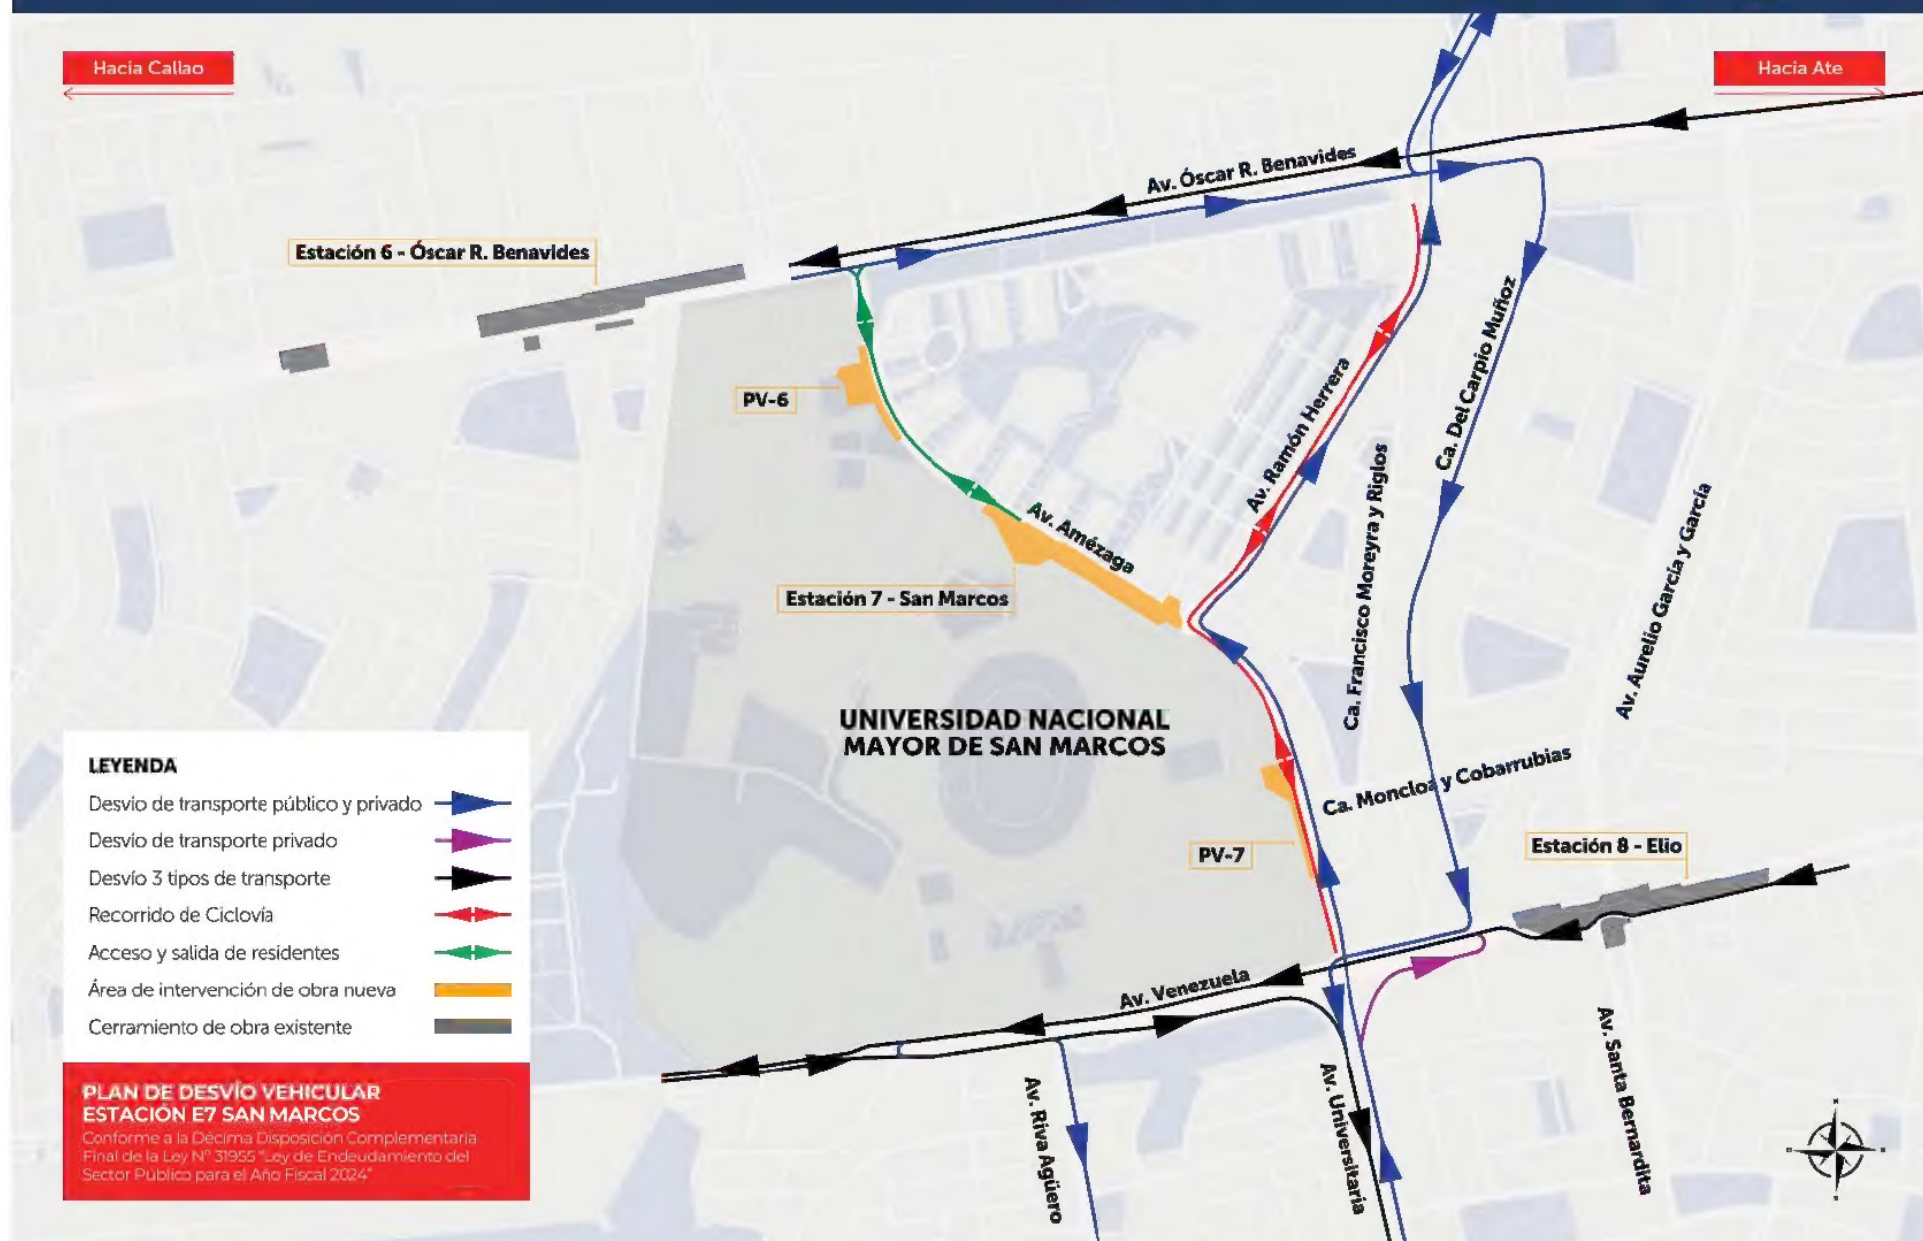 Hacia Callao
Hacia Ate
Av. Óscar R. Benavides
Estación 6 - Óscar R. Benavides
PV-6
Av. Ramón Herrera
Ca. Del Carpio Muñoz
Ca. Francisco Moreyra y Riglos
Av. Aurelio García y García
Av. Amézaga
Estación 7 - San Marcos
UNIVERSIDAD NACIONAL
MAYOR DE SAN MARCOS
Ca. Moncloa y Cobarrubias
PV-7
Estación 8 - Elio
Av. Venezuela
Av. Riva Agüero
Av. Universitaria
Av. Santa Bernardita
LEYENDA
Desvío de transporte público y privado
Desvío de transporte privado
Desvío 3 tipos de transporte
Recorrido de Ciclovía
Acceso y salida de residentes
Área de intervención de obra nueva
Cerramiento de obra existente
PLAN DE DESVÍO VEHICULAR
ESTACIÓN E7 SAN MARCOS
Conforme a la Décima Disposición Complementaria
Final de la Ley N° 31955 "Ley de Endeudamiento del
Sector Público para el Año Fiscal 2024"